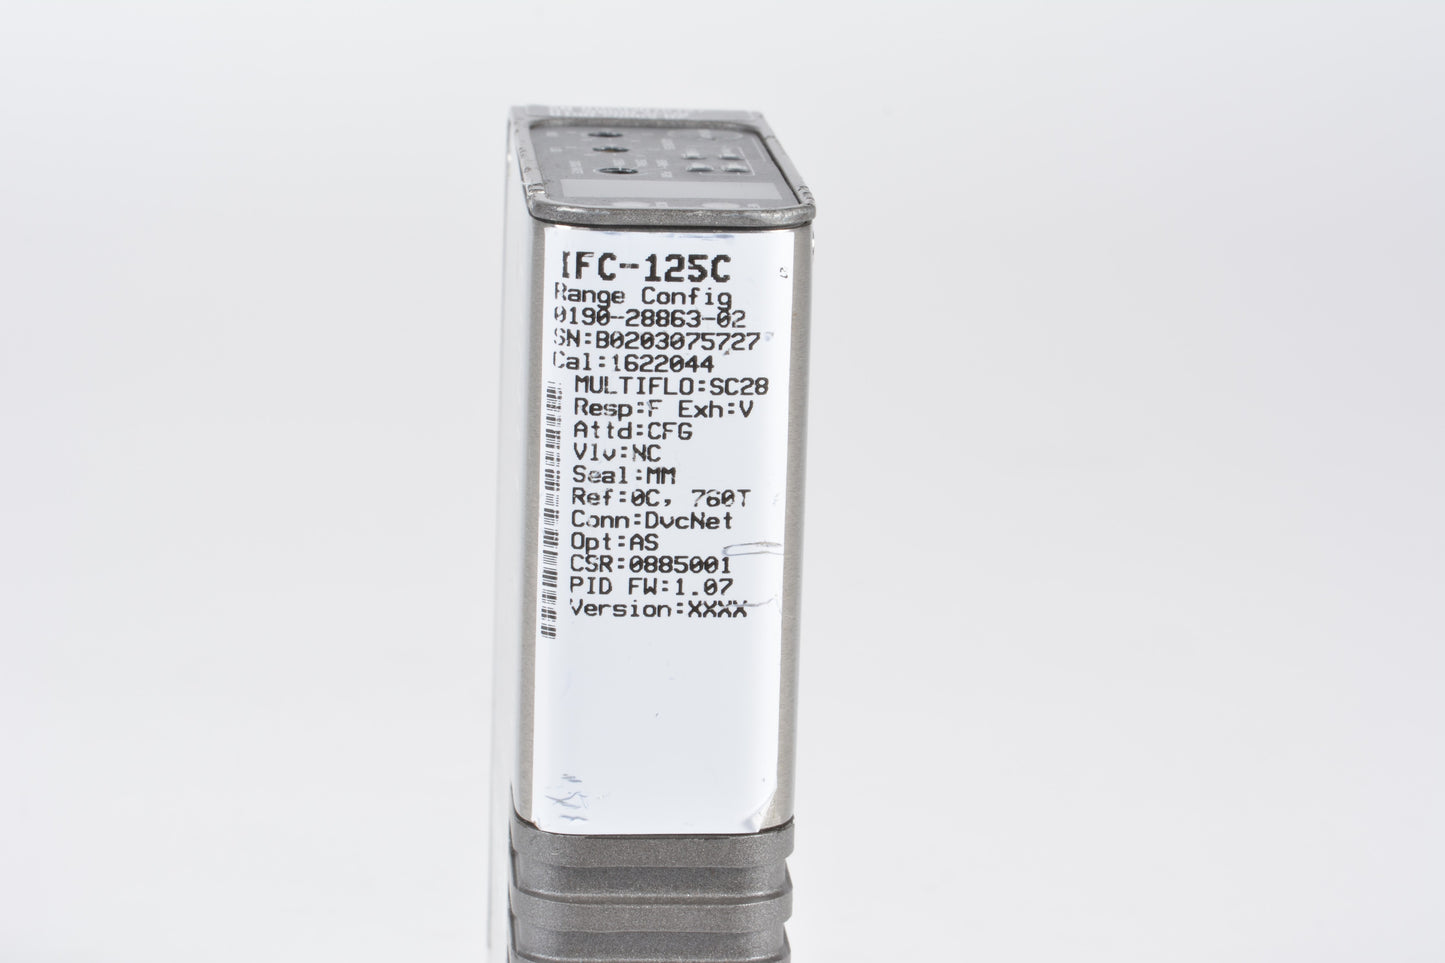 IFC-125C
Range Config
0190-28863-02
SN:B0203075727
Cal:1622044
MULTIFLO:SC28
Resp:F Exh:V
Attd:CFG
Vlv:NC
Seal:MM
Ref:0C, 760T
Conn:DvcNet
Opt:AS
CSR:0885001
PID FW:1.07
Version:XXXX